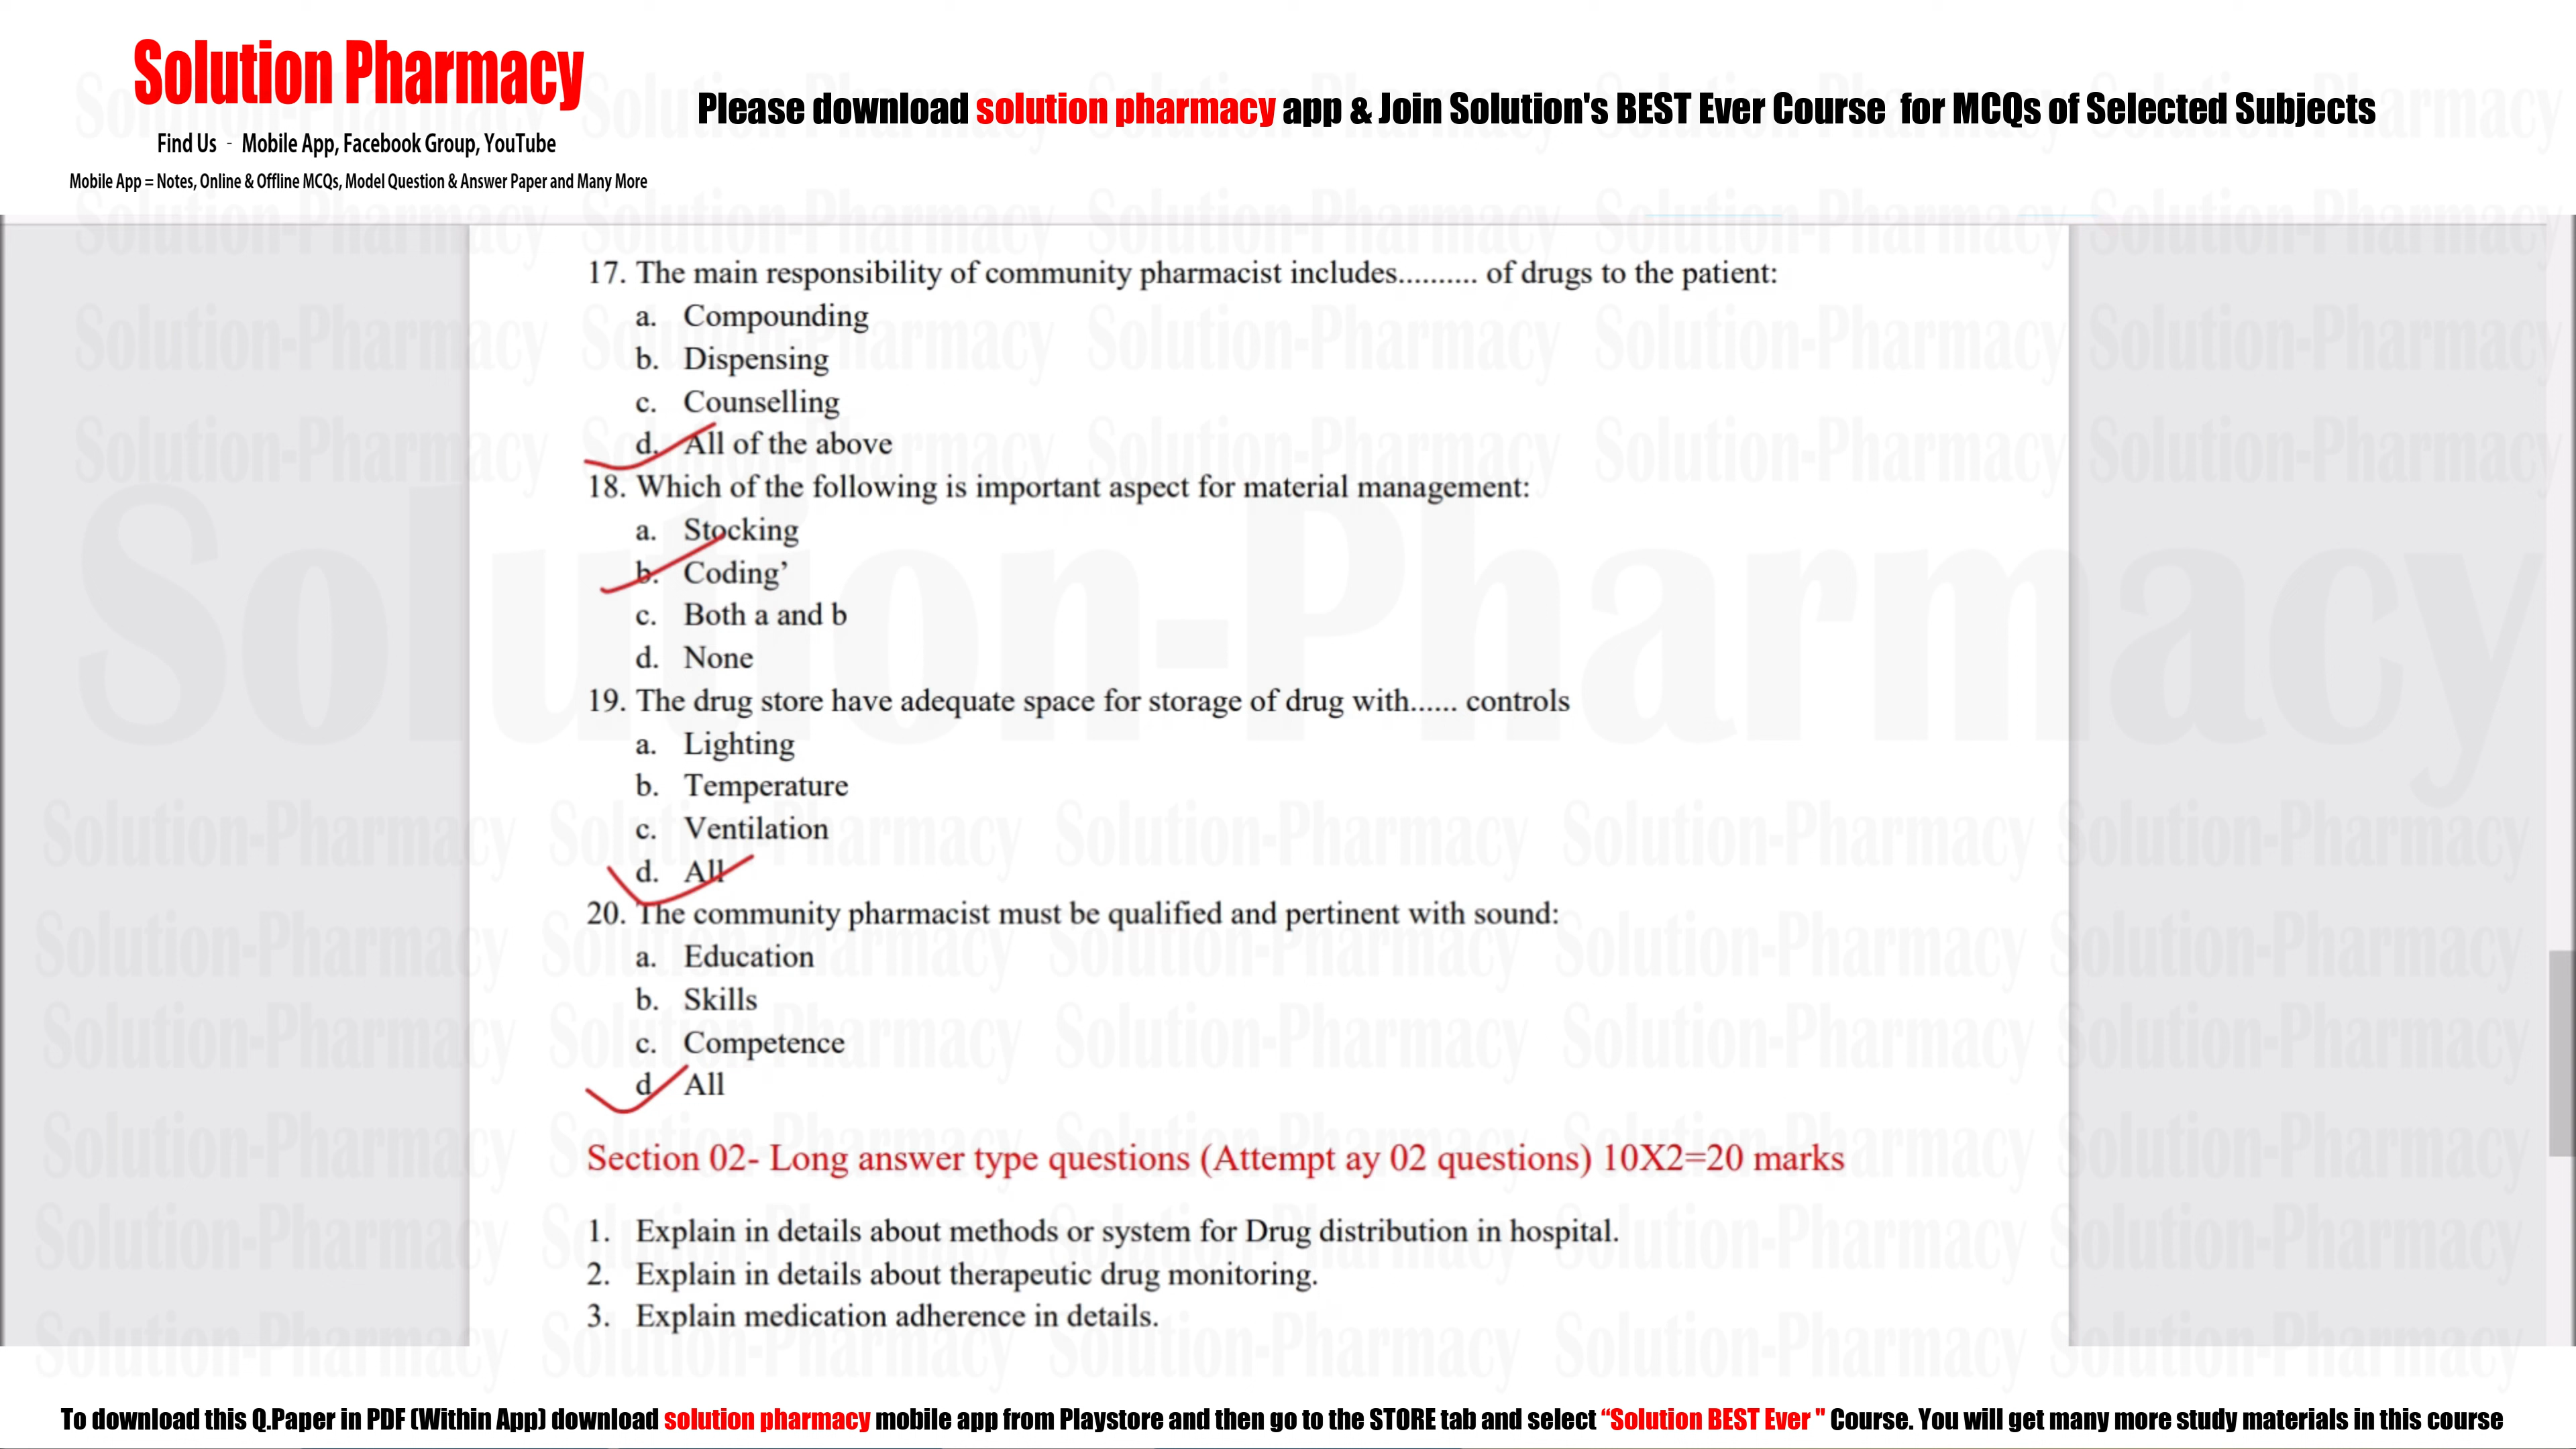 Solution Pharmacy
Find Us - Mobile App, Facebook Group, YouTube
Mobile App = Notes, Online & Offline MCQs, Model Question & Answer Paper and Many More
Please download solution pharmacy app & Join Solution's BEST Ever Course for MCQs of Selected Subjects
17. The main responsibility of community pharmacist includes.......... of drugs to the patient:
a. Compounding
b. Dispensing
c. Counselling
d. All of the above
18. Which of the following is important aspect for material management:
a. Stocking
b. Coding’
c. Both a and b
d. None
19. The drug store have adequate space for storage of drug with...... controls
a. Lighting
b. Temperature
c. Ventilation
d. All
20. The community pharmacist must be qualified and pertinent with sound:
a. Education
b. Skills
c. Competence
d. All
Section 02- Long answer type questions (Attempt ay 02 questions) 10X2=20 marks
1. Explain in details about methods or system for Drug distribution in hospital.
2. Explain in details about therapeutic drug monitoring.
3. Explain medication adherence in details.
Solution-Pharmacy
To download this Q.Paper in PDF (Within App) download solution pharmacy mobile app from Playstore and then go to the STORE tab and select “Solution BEST Ever " Course. You will get many more study materials in this course